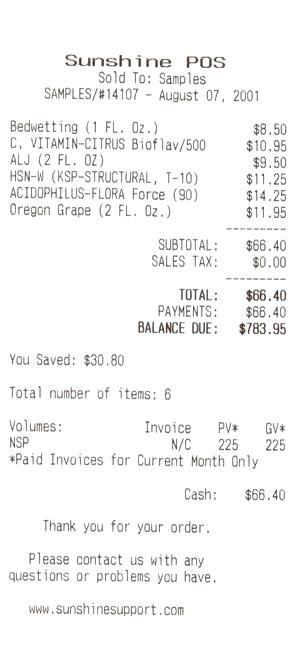 Sunshine POS
Sold To: Samples
SAMPLES/#14107 - August 07, 2001
Bedwetting (1 FL. Oz.) $8.50
C, VITAMIN-CITRUS Bioflav/500 $10.95
ALJ (2 FL. OZ) $9.50
HSN-W (KSP-STRUCTURAL, T-10) $11.25
ACIDOPHILUS-FLORA Force (90) $14.25
Oregon Grape (2 FL. Oz.) $11.95
---------
SUBTOTAL: $66.40
SALES TAX: $0.00
---------
TOTAL: $66.40
PAYMENTS: $66.40
BALANCE DUE: $783.95
You Saved: $30.80
Total number of items: 6
Volumes: Invoice PV* GV*
NSP N/C 225 225
*Paid Invoices for Current Month Only
Cash: $66.40
Thank you for your order.
Please contact us with any
questions or problems you have.
www.sunshinesupport.com